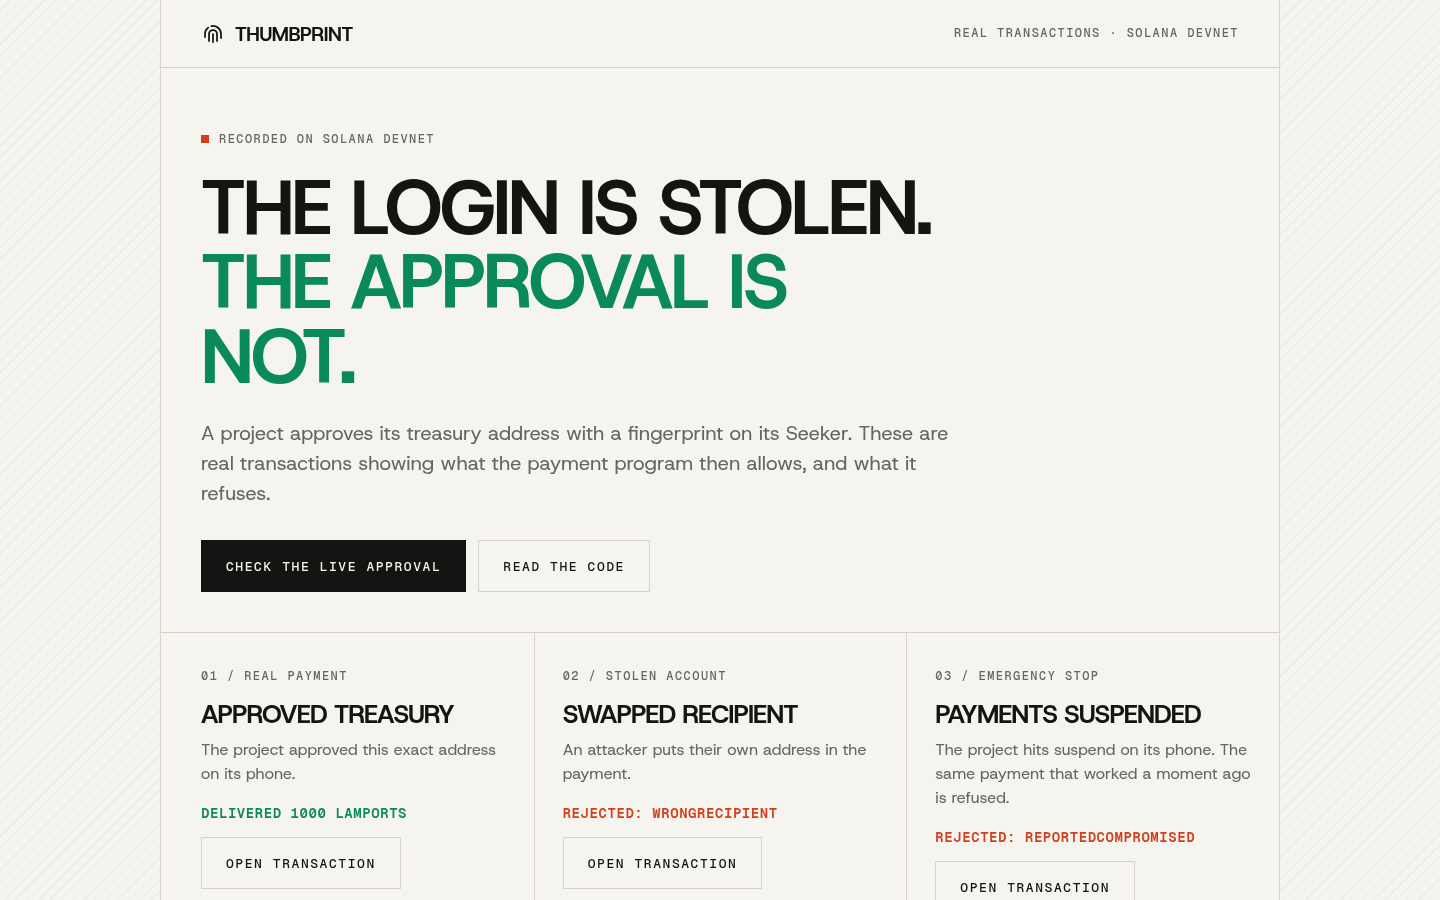 THUMBPRINT
REAL TRANSACTIONS · SOLANA DEVNET
RECORDED ON SOLANA DEVNET
THE LOGIN IS STOLEN.
THE APPROVAL IS
NOT.
A project approves its treasury address with a fingerprint on its Seeker. These are
real transactions showing what the payment program then allows, and what it
refuses.
CHECK THE LIVE APPROVAL
READ THE CODE
01 / REAL PAYMENT
APPROVED TREASURY
The project approved this exact address
on its phone.
DELIVERED 1000 LAMPORTS
OPEN TRANSACTION
02 / STOLEN ACCOUNT
SWAPPED RECIPIENT
An attacker puts their own address in the
payment.
REJECTED: WRONGRECIPIENT
OPEN TRANSACTION
03 / EMERGENCY STOP
PAYMENTS SUSPENDED
The project hits suspend on its phone. The
same payment that worked a moment ago
is refused.
REJECTED: REPORTEDCOMPROMISED
OPEN TRANSACTION